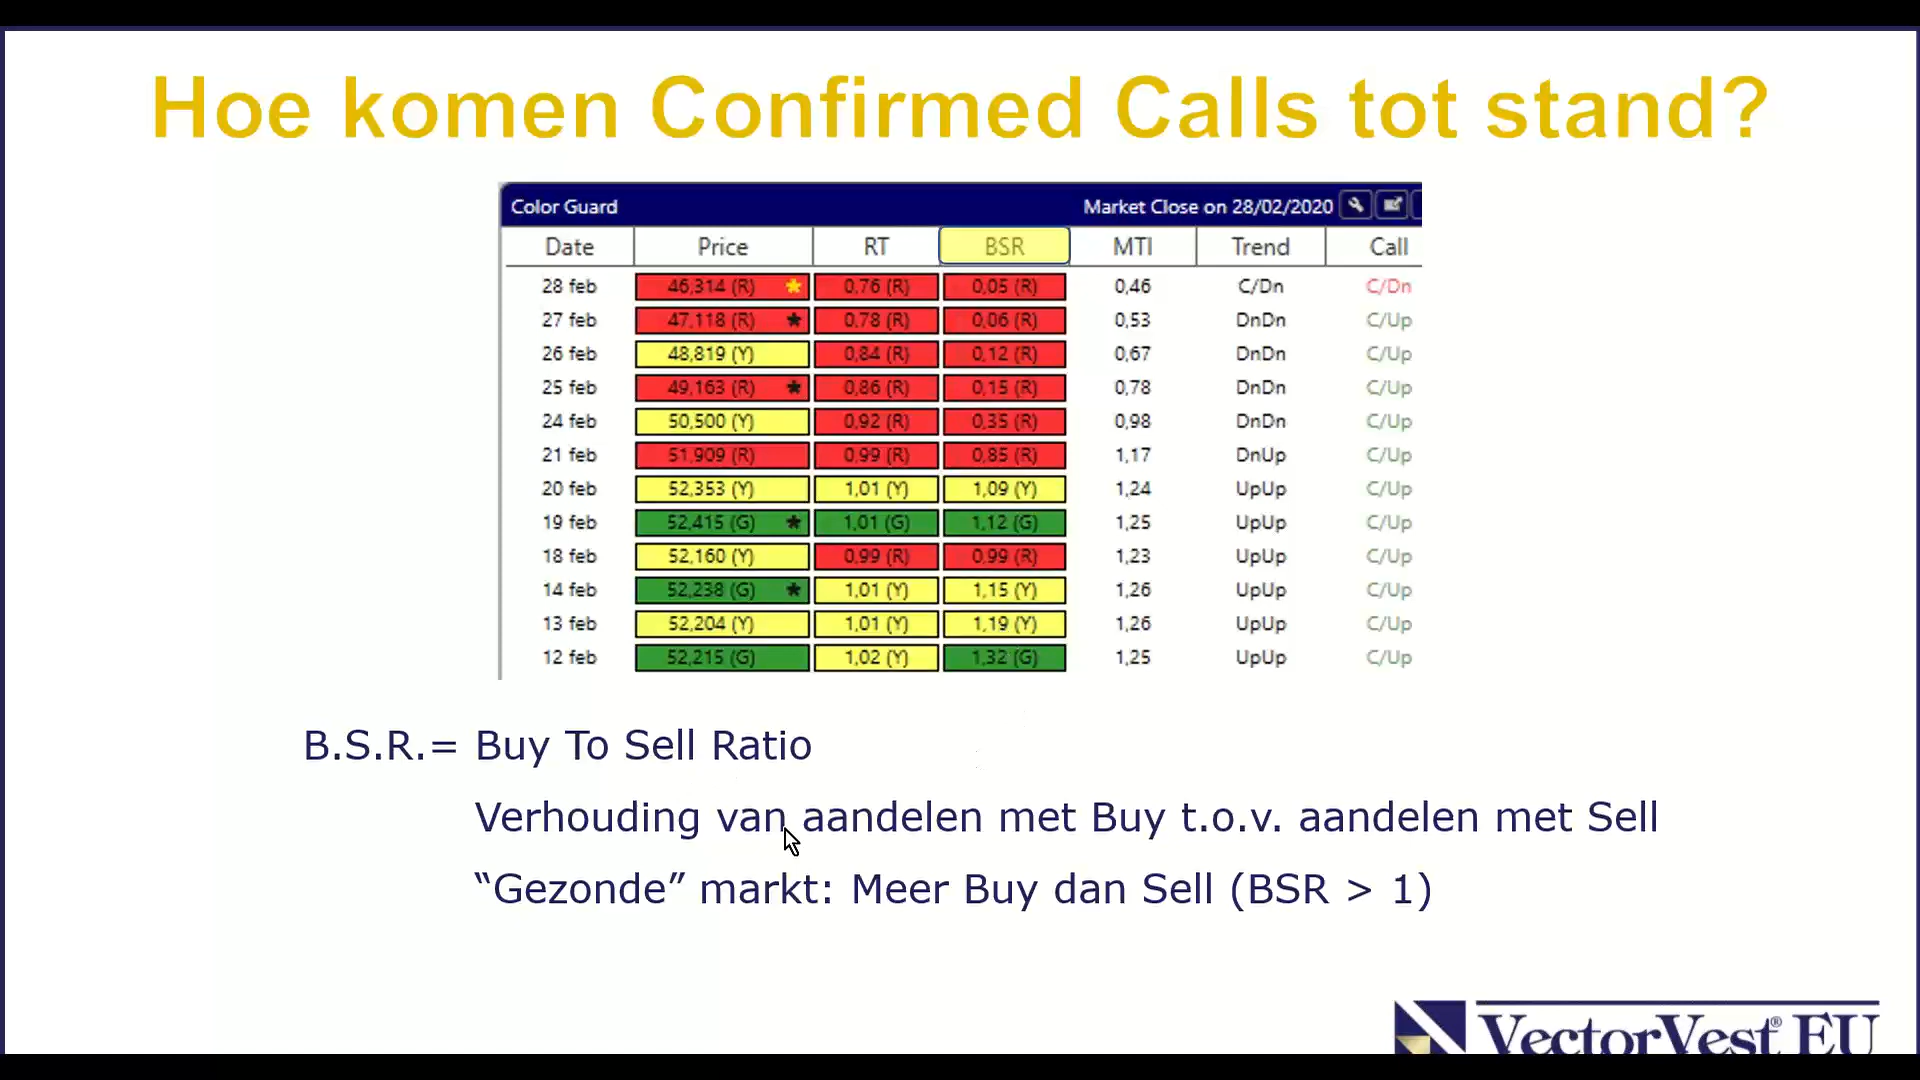 Hoe komen Confirmed Calls tot stand?
Color Guard Market Close on 28/02/2020
Date Price RT BSR MTI Trend Call
28 feb 46,314 (R) 0,76 (R) 0,05 (R) 0,46 C/Dn C/Dn
27 feb 47,118 (R) 0,78 (R) 0,06 (R) 0,53 DnDn C/Up
26 feb 48,819 (Y) 0,84 (R) 0,12 (R) 0,67 DnDn C/Up
25 feb 49,163 (R) 0,86 (R) 0,15 (R) 0,78 DnDn C/Up
24 feb 50,500 (Y) 0,92 (R) 0,35 (R) 0,98 DnDn C/Up
21 feb 51,909 (R) 0,99 (R) 0,85 (R) 1,17 DnUp C/Up
20 feb 52,353 (Y) 1,01 (Y) 1,09 (Y) 1,24 UpUp C/Up
19 feb 52,415 (G) 1,01 (G) 1,12 (G) 1,25 UpUp C/Up
18 feb 52,160 (Y) 0,99 (R) 0,99 (R) 1,23 UpUp C/Up
14 feb 52,238 (G) 1,01 (Y) 1,15 (Y) 1,26 UpUp C/Up
13 feb 52,204 (Y) 1,01 (Y) 1,19 (Y) 1,26 UpUp C/Up
12 feb 52,215 (G) 1,02 (Y) 1,32 (G) 1,25 UpUp C/Up
B.S.R.= Buy To Sell Ratio
Verhouding van aandelen met Buy t.o.v. aandelen met Sell
“Gezonde” markt: Meer Buy dan Sell (BSR > 1)
VectorVest® EU